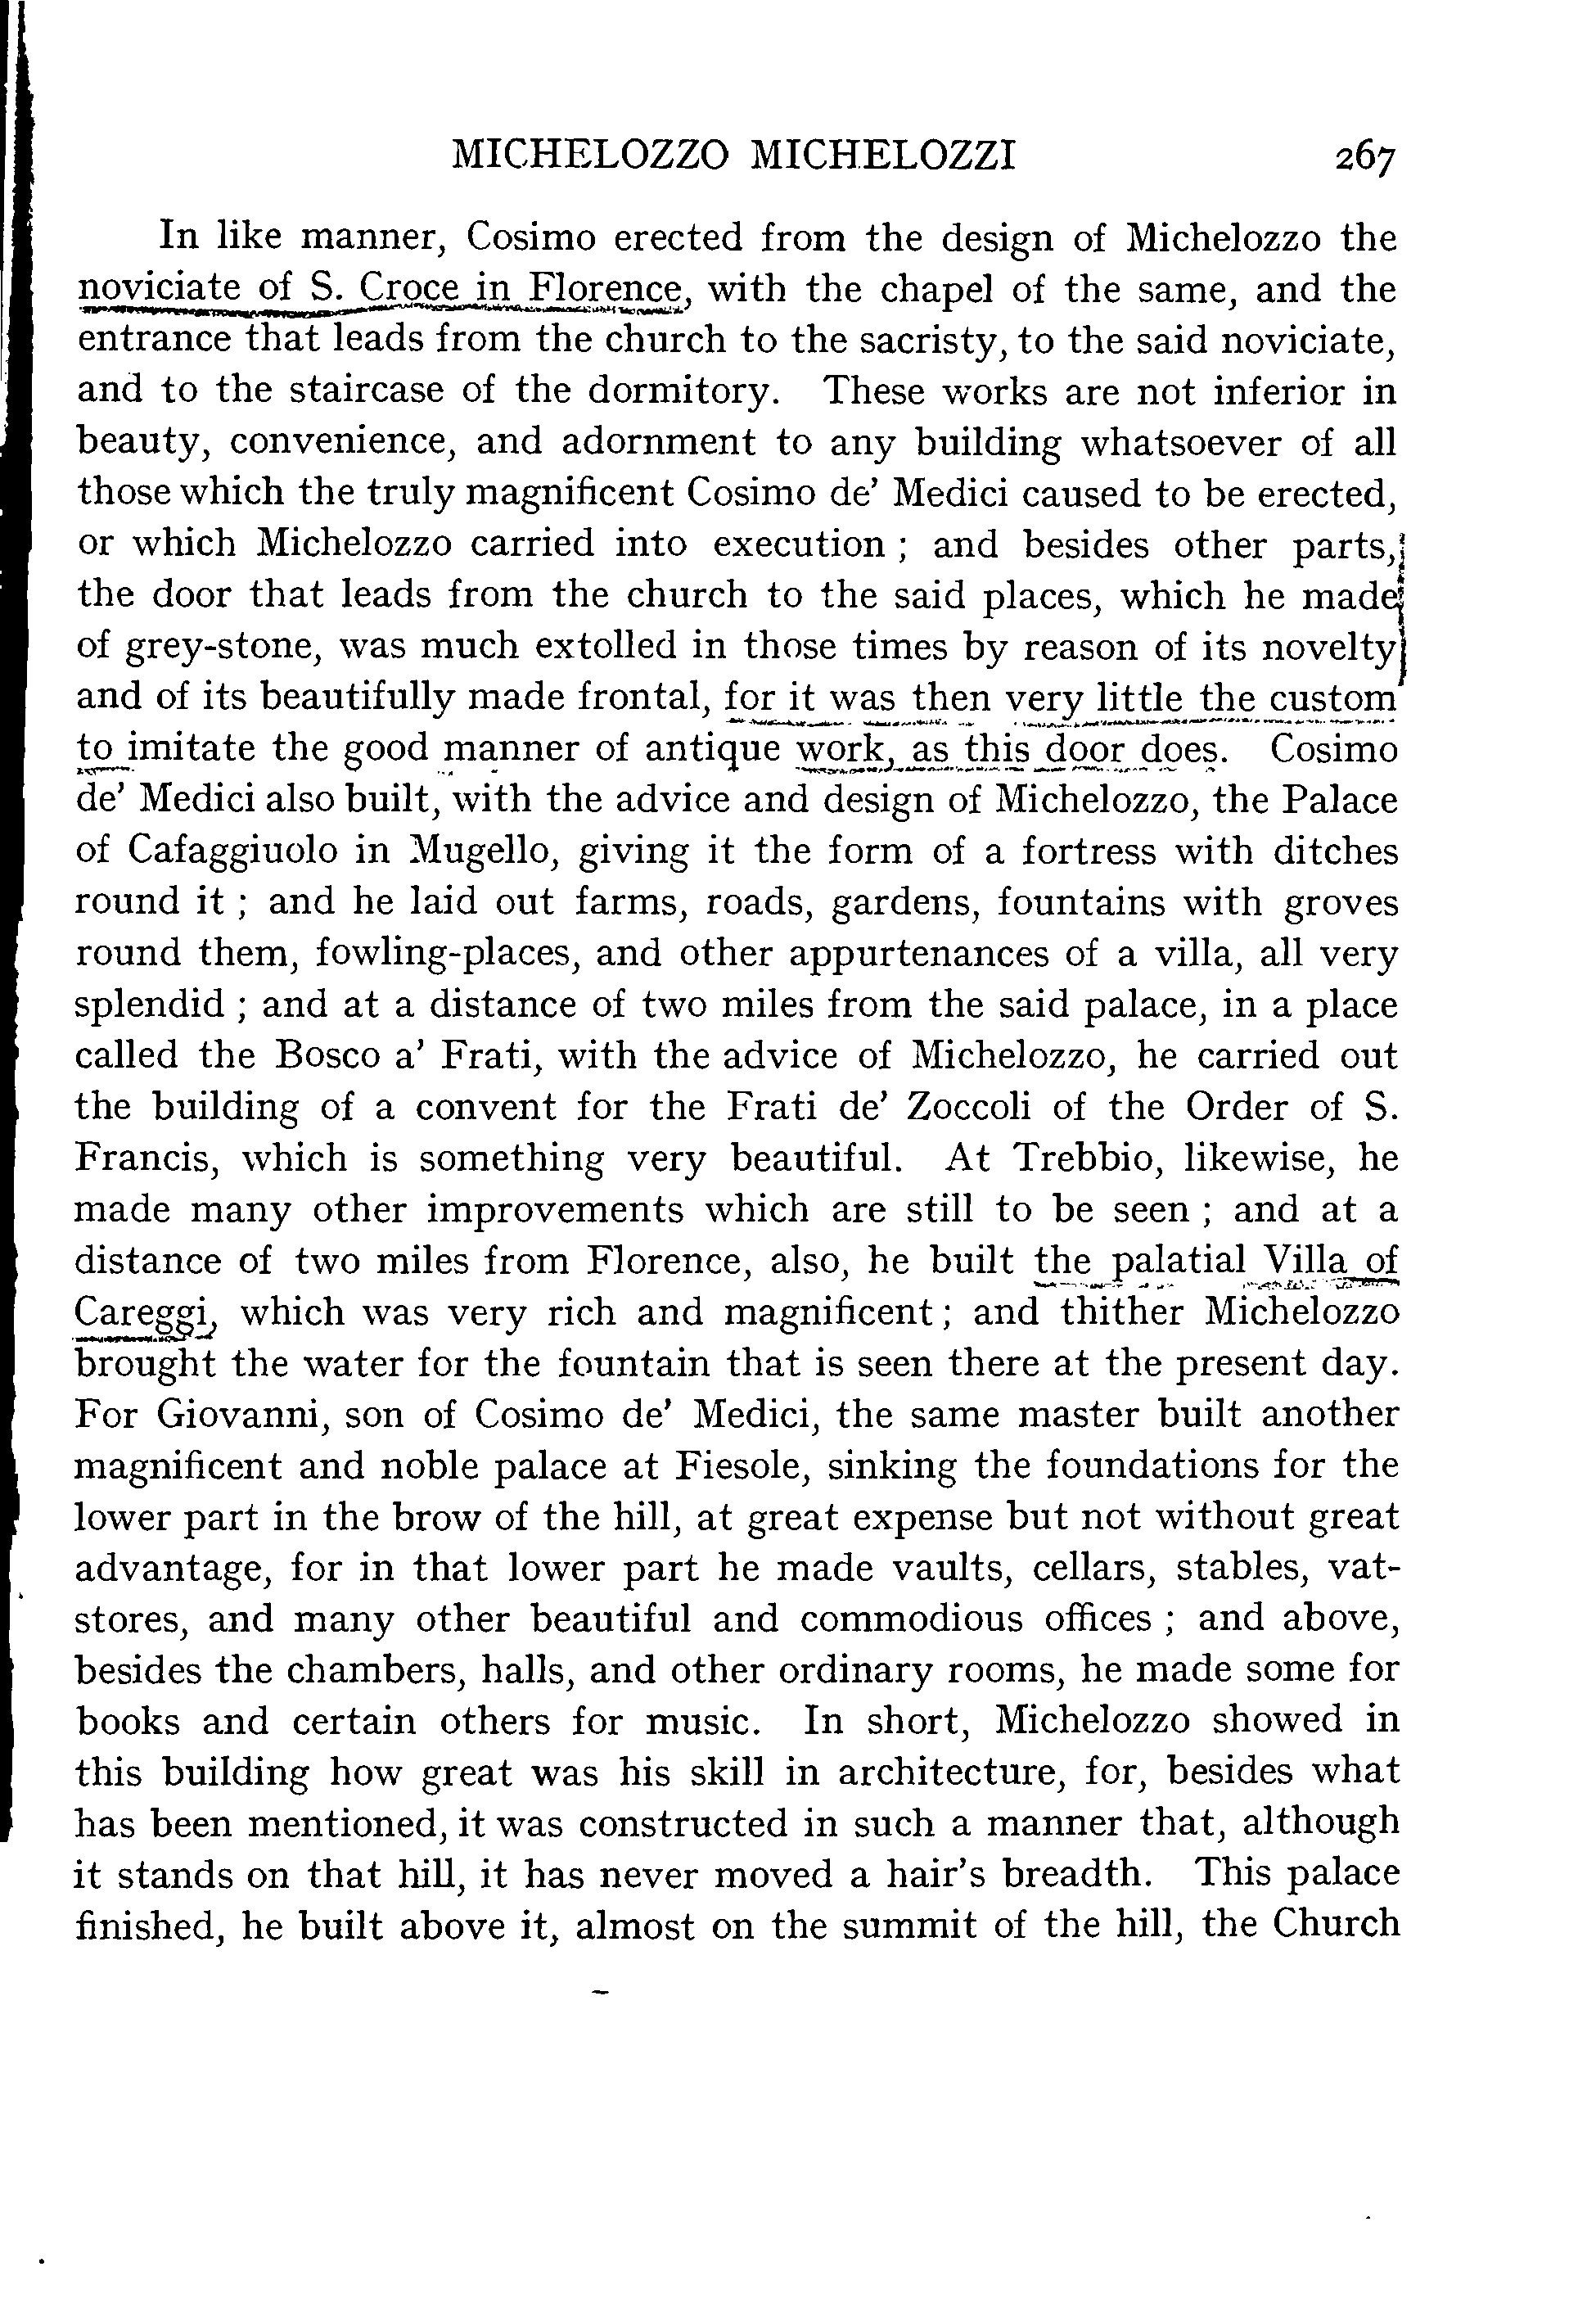 MICHELOZZO MICHELOZZI 267
In like manner, Cosimo erected from the design of Michelozzo the
noviciate of S. Croce in Florence, with the chapel of the same, and the
entrance that leads from the church to the sacristy, to the said noviciate,
and to the staircase of the dormitory. These works are not inferior in
beauty, convenience, and adornment to any building whatsoever of all
those which the truly magnificent Cosimo de' Medici caused to be erected,
or which Michelozzo carried into execution ; and besides other parts,
the door that leads from the church to the said places, which he made
of grey-stone, was much extolled in those times by reason of its novelty
and of its beautifully made frontal, for it was then very little the custom
to imitate the good manner of antique work, as this door does. Cosimo
de' Medici also built, with the advice and design of Michelozzo, the Palace
of Cafaggiuolo in Mugello, giving it the form of a fortress with ditches
round it ; and he laid out farms, roads, gardens, fountains with groves
round them, fowling-places, and other appurtenances of a villa, all very
splendid ; and at a distance of two miles from the said palace, in a place
called the Bosco a' Frati, with the advice of Michelozzo, he carried out
the building of a convent for the Frati de' Zoccoli of the Order of S.
Francis, which is something very beautiful. At Trebbio, likewise, he
made many other improvements which are still to be seen ; and at a
distance of two miles from Florence, also, he built the palatial Villa of
Careggi, which was very rich and magnificent ; and thither Michelozzo
brought the water for the fountain that is seen there at the present day.
For Giovanni, son of Cosimo de' Medici, the same master built another
magnificent and noble palace at Fiesole, sinking the foundations for the
lower part in the brow of the hill, at great expense but not without great
advantage, for in that lower part he made vaults, cellars, stables, vat-
stores, and many other beautiful and commodious offices ; and above,
besides the chambers, halls, and other ordinary rooms, he made some for
books and certain others for music. In short, Michelozzo showed in
this building how great was his skill in architecture, for, besides what
has been mentioned, it was constructed in such a manner that, although
it stands on that hill, it has never moved a hair's breadth. This palace
finished, he built above it, almost on the summit of the hill, the Church